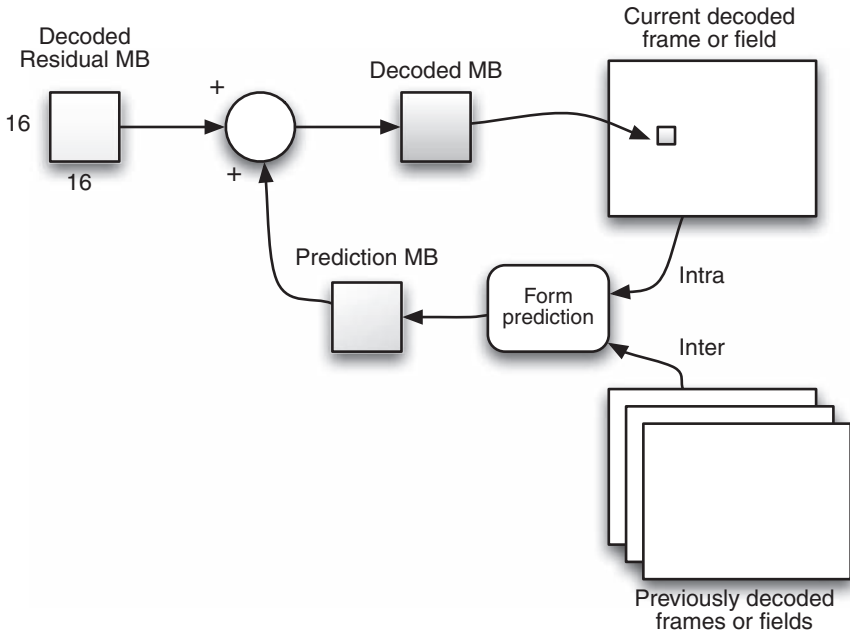 Decoded
Residual MB
16
16
+
+
Decoded MB
Current decoded
frame or field
Prediction MB
Form
prediction
Intra
Inter
Previously decoded
frames or fields